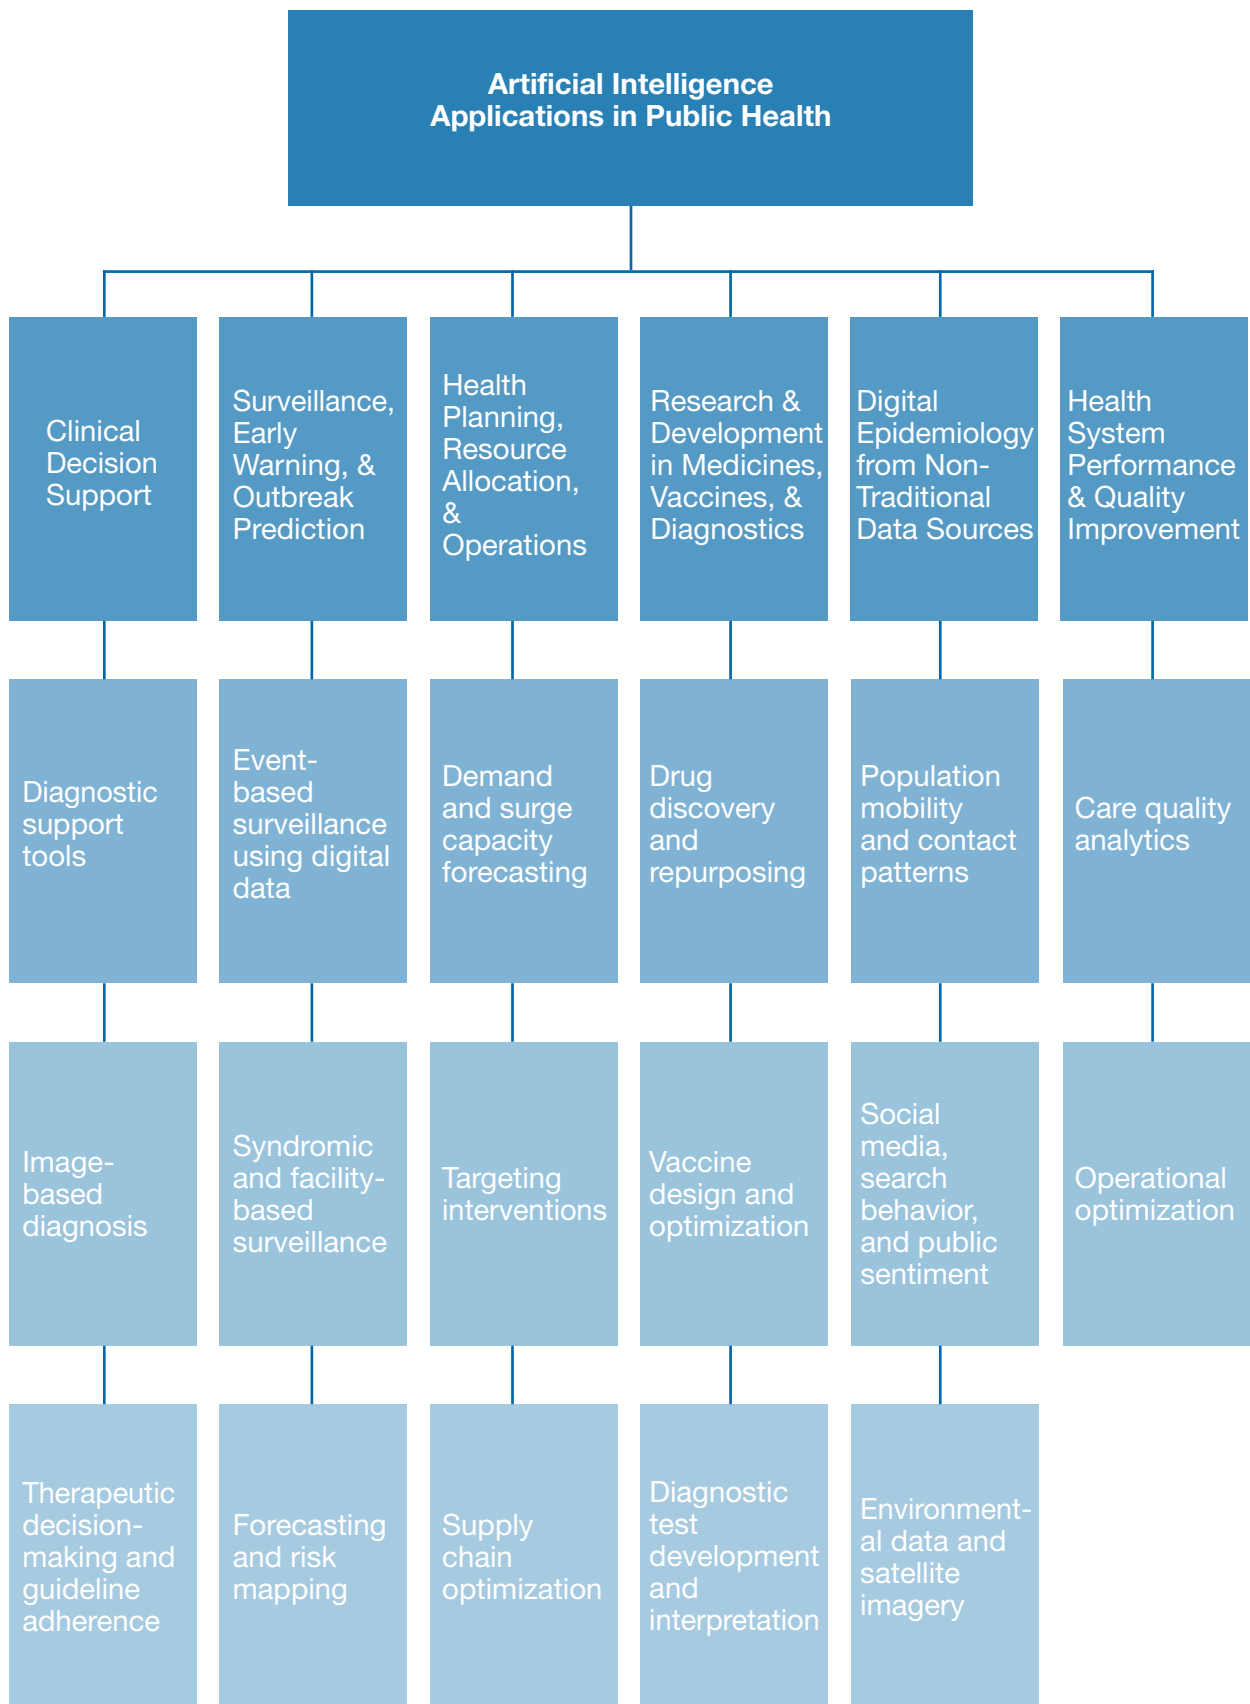 Artificial Intelligence
Applications in Public Health
Clinical
Decision
Support
Surveillance,
Early
Warning, &
Outbreak
Prediction
Health
Planning,
Resource
Allocation,
&
Operations
Research &
Development
in Medicines,
Vaccines, &
Diagnostics
Digital
Epidemiology
from Non-
Traditional
Data Sources
Health
System
Performance
& Quality
Improvement
Diagnostic
support
tools
Event-
based
surveillance
using digital
data
Demand
and surge
capacity
forecasting
Drug
discovery
and
repurposing
Population
mobility
and contact
patterns
Care quality
analytics
Image-
based
diagnosis
Syndromic
and facility-
based
surveillance
Targeting
interventions
Vaccine
design and
optimization
Social
media,
search
behavior,
and public
sentiment
Operational
optimization
Therapeutic
decision-
making and
guideline
adherence
Forecasting
and risk
mapping
Supply
chain
optimization
Diagnostic
test
development
and
interpretation
Environment-
al data and
satellite
imagery